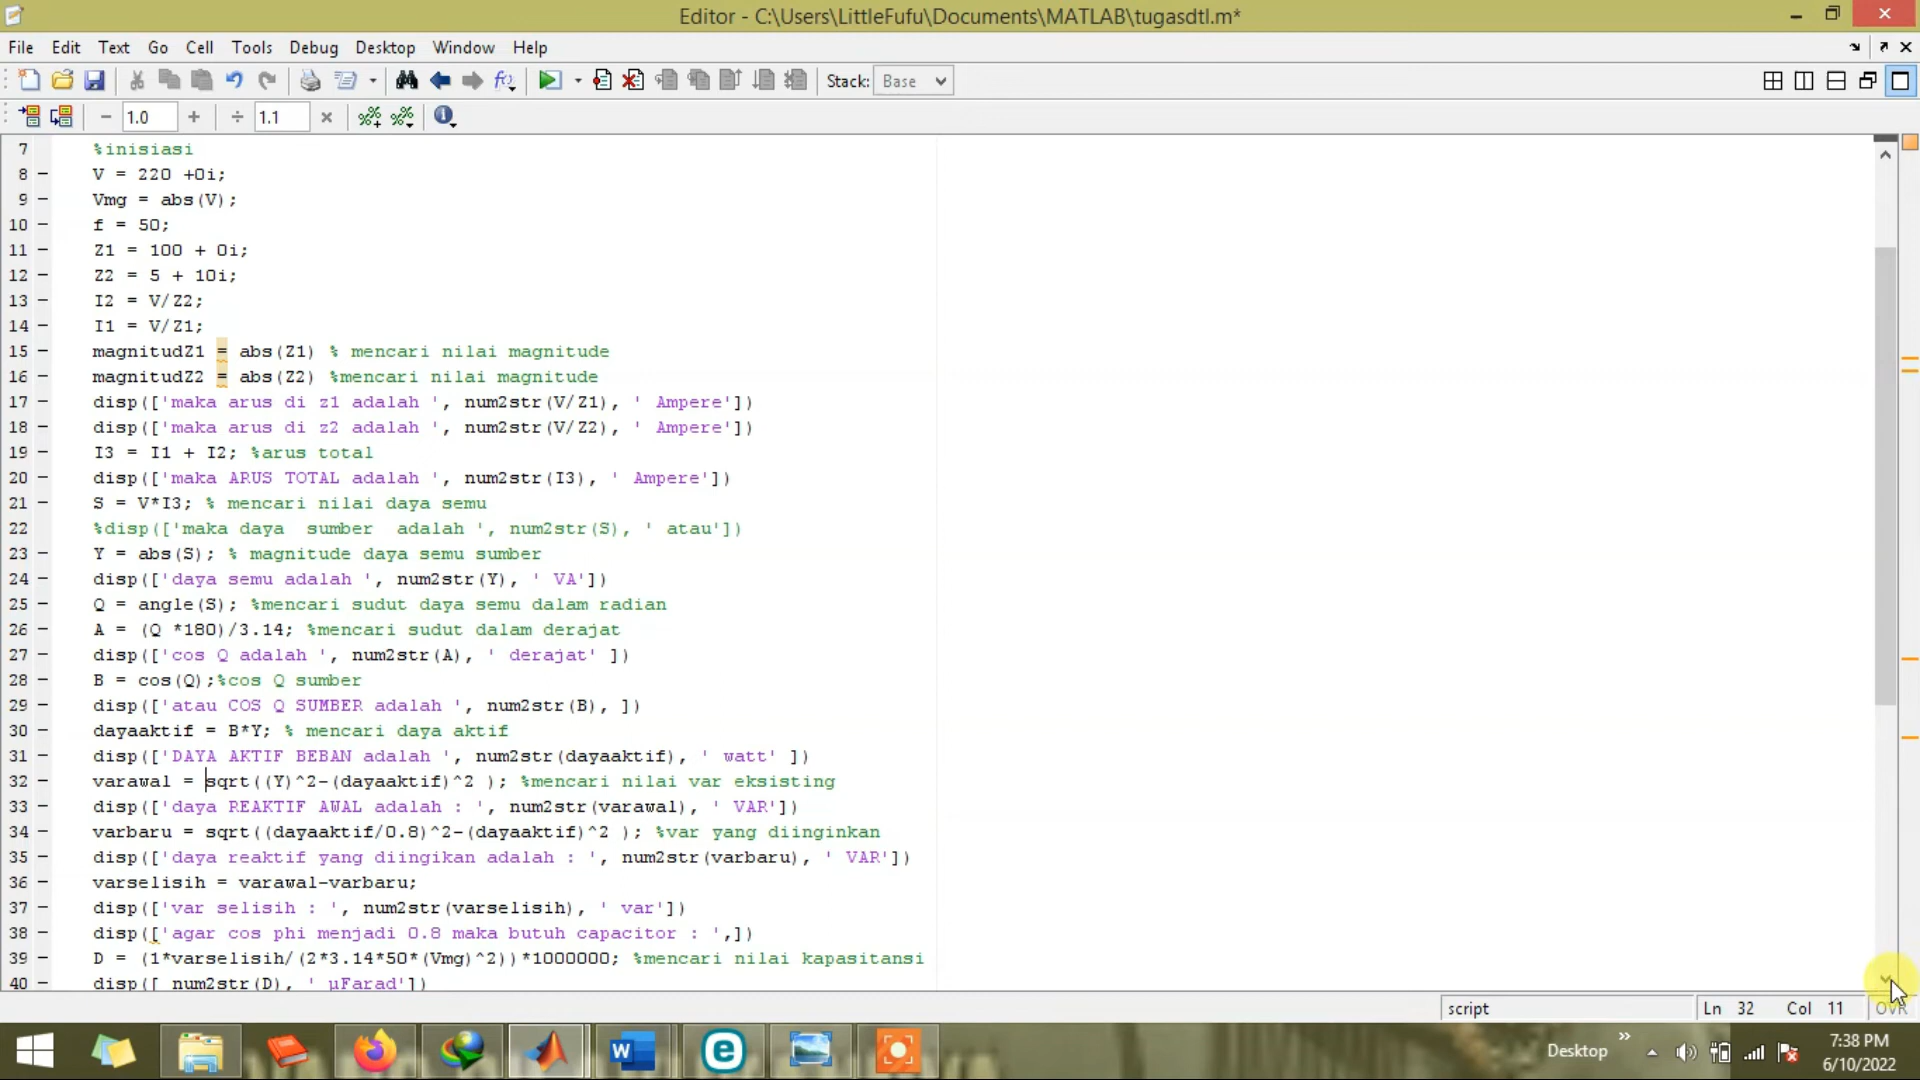 Editor - C:\Users\LittleFufu\Documents\MATLAB\tugasdtl.m*
File Edit Text Go Cell Tools Debug Desktop Window Help
Stack: Base
1.0 1.1
7 %inisiasi
8 V = 220 +0i;
9 Vmg = abs(V);
10 f = 50;
11 Z1 = 100 + 0i;
12 Z2 = 5 + 10i;
13 I2 = V/Z2;
14 I1 = V/Z1;
15 magnitudZ1 = abs(Z1) % mencari nilai magnitude
16 magnitudZ2 = abs(Z2) %mencari nilai magnitude
17 disp(['maka arus di z1 adalah ', num2str(V/Z1), ' Ampere'])
18 disp(['maka arus di z2 adalah ', num2str(V/Z2), ' Ampere'])
19 I3 = I1 + I2; %arus total
20 disp(['maka ARUS TOTAL adalah ', num2str(I3), ' Ampere'])
21 S = V*I3; % mencari nilai daya semu
22 %disp(['maka daya  sumber  adalah ', num2str(S), ' atau'])
23 Y = abs(S); % magnitude daya semu sumber
24 disp(['daya semu adalah ', num2str(Y), ' VA'])
25 Q = angle(S); %mencari sudut daya semu dalam radian
26 A = (Q *180)/3.14; %mencari sudut dalam derajat
27 disp(['cos Q adalah ', num2str(A), ' derajat' ])
28 B = cos(Q);%cos Q sumber
29 disp(['atau COS Q SUMBER adalah ', num2str(B), ])
30 dayaaktif = B*Y; % mencari daya aktif
31 disp(['DAYA AKTIF BEBAN adalah ', num2str(dayaaktif), ' watt' ])
32 varawal = sqrt((Y)^2-(dayaaktif)^2 ); %mencari nilai var eksisting
33 disp(['daya REAKTIF AWAL adalah : ', num2str(varawal), ' VAR'])
34 varbaru = sqrt((dayaaktif/0.8)^2-(dayaaktif)^2 ); %var yang diinginkan
35 disp(['daya reaktif yang diingikan adalah : ', num2str(varbaru), ' VAR'])
36 varselisih = varawal-varbaru;
37 disp(['var selisih : ', num2str(varselisih), ' var'])
38 disp(['agar cos phi menjadi 0.8 maka butuh capacitor : ',])
39 D = (1*varselisih/(2*3.14*50*(Vmg)^2))*1000000; %mencari nilai kapasitansi
40 disp([ num2str(D), ' µFarad'])
script Ln 32 Col 11 OVR
Desktop
7:38 PM
6/10/2022